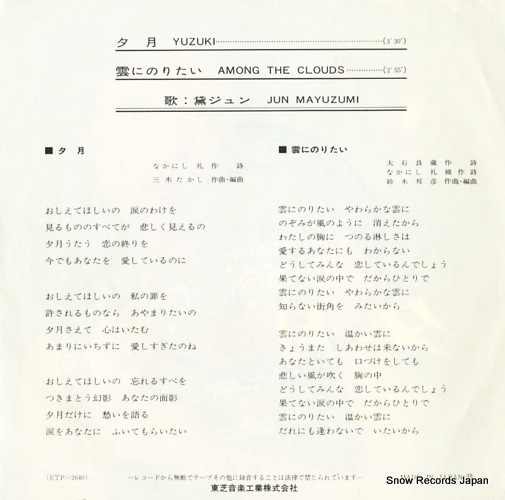 夕月 YUZUKI (3'30")
雲にのりたい AMONG THE CLOUDS (2'55")
歌：黛ジュン JUN MAYUZUMI
■夕月
なかにし礼 作詩
三木たかし 作曲・編曲
おしえてほしいの 涙のわけを
見るもののすべてが 悲しく見えるの
夕月うたう 恋の終りを
今でもあなたを 愛しているのに
おしえてほしいの 私の罪を
許されるものなら あやまりたいの
夕月さえて 心はいたむ
あまりにいちずに 愛しすぎたのね
おしえてほしいの 忘れるすべを
つきまとう幻影 あなたの面影
夕月だけに 愁いを語る
涙をあなたに ふいてもらいたい
■雲にのりたい
大石良蔵 作詩
なかにし礼 補作詩
鈴木邦彦 作曲・編曲
雲にのりたい やわらかな雲に
のぞみが風のように 消えたから
わたしの胸に つのる淋しさは
愛するあなたにも わからない
どうしてみんな 恋しているんでしょう
果てない涙の中で だからひとりで
雲にのりたい やわらかな雲に
知らない街角を みたいから
雲にのりたい 温かい雲に
きょうもまた しあわせは来ないから
あなたといても 口づけをしても
悲しい風が吹く 胸の中
どうしてみんな 恋しているんでしょう
果てない涙の中で だからひとりで
雲にのりたい 温かい雲に
だれにも逢わないで いたいから
(ETP-2640)
—レコードから無断でテープその他に録音することは法律で禁じられています—
MADE IN JAPAN
東芝音楽工業株式会社
Snow Records Japan